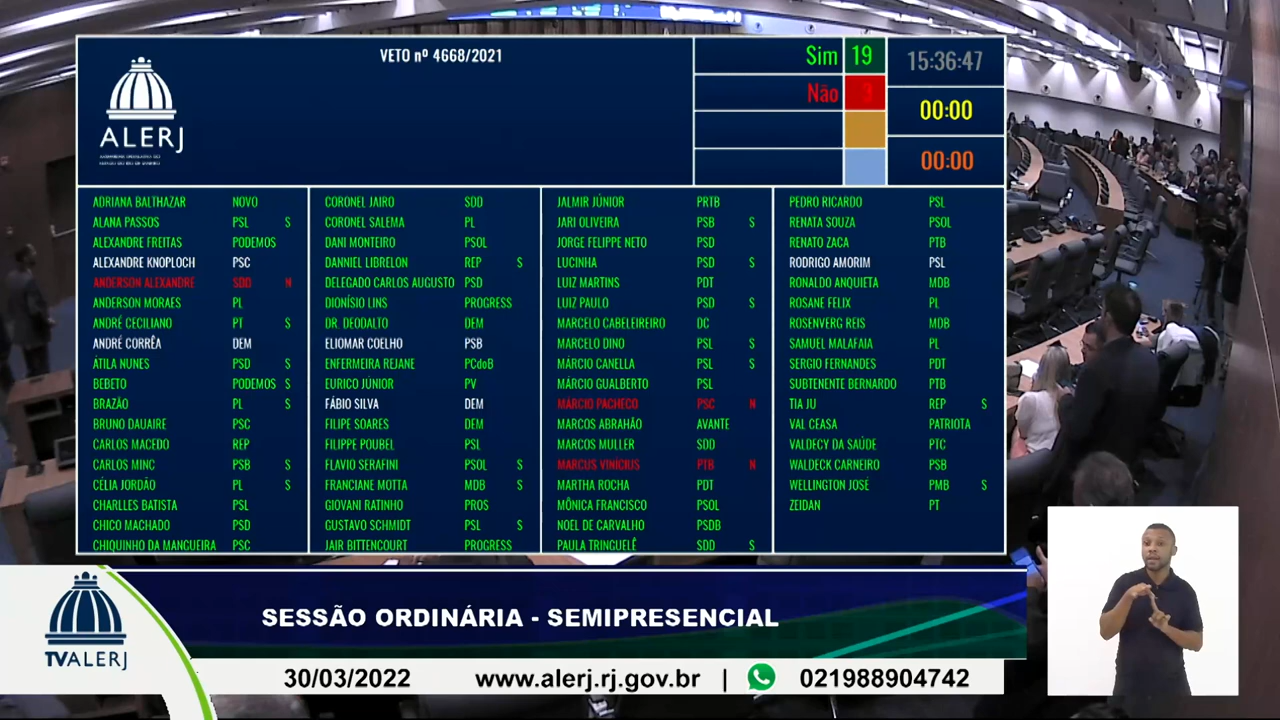 VETO nº 4668/2021
ALERJ
Sim 19
Não 3
15:36:47
00:00
00:00
ADRIANA BALTHAZAR NOVO
ALANA PASSOS PSL S
ALEXANDRE FREITAS PODEMOS
ALEXANDRE KNOPLOCH PSC
ANDERSON ALEXANDRE SDD N
ANDERSON MORAES PL
ANDRÉ CECILIANO PT S
ANDRÉ CORRÊA DEM
ÁTILA NUNES PSD S
BEBETO PODEMOS S
BRAZÃO PL S
BRUNO DAUAIRE PSC
CARLOS MACEDO REP
CARLOS MINC PSB S
CÉLIA JORDÃO PL S
CHARLLES BATISTA PSL
CHICO MACHADO PSD
CHIQUINHO DA MANGUEIRA PSC
CORONEL JAIRO SDD
CORONEL SALEMA PL
DANI MONTEIRO PSOL
DANNIEL LIBRELON REP S
DELEGADO CARLOS AUGUSTO PSD
DIONÍSIO LINS PROGRESS
DR. DEODALTO DEM
ELIOMAR COELHO PSB
ENFERMEIRA REJANE PCdoB
EURICO JÚNIOR PV
FÁBIO SILVA DEM
FILIPE SOARES DEM
FILIPPE POUBEL PSL
FLAVIO SERAFINI PSOL S
FRANCIANE MOTTA MDB S
GIOVANI RATINHO PROS
GUSTAVO SCHMIDT PSL S
JAIR BITTENCOURT PROGRESS
JALMIR JÚNIOR PRTB
JARI OLIVEIRA PSB S
JORGE FELIPPE NETO PSD
LUCINHA PSD S
LUIZ MARTINS PDT
LUIZ PAULO PSD S
MARCELO CABELEIREIRO DC
MARCELO DINO PSL S
MÁRCIO CANELLA PSL S
MÁRCIO GUALBERTO PSL
MÁRCIO PACHECO PSC N
MARCOS ABRAHÃO AVANTE
MARCOS MULLER SDD
MARCUS VINÍCIUS PTB N
MARTHA ROCHA PDT
MÔNICA FRANCISCO PSOL
NOEL DE CARVALHO PSDB
PAULA TRINGUELÊ SDD S
PEDRO RICARDO PSL
RENATA SOUZA PSOL
RENATO ZACA PTB
RODRIGO AMORIM PSL
RONALDO ANQUIETA MDB
ROSANE FELIX PL
ROSENVERG REIS MDB
SAMUEL MALAFAIA PL
SERGIO FERNANDES PDT
SUBTENENTE BERNARDO PTB
TIA JU REP S
VAL CEASA PATRIOTA
VALDECY DA SAÚDE PTC
WALDECK CARNEIRO PSB
WELLINGTON JOSÉ PMB S
ZEIDAN PT
TVALERJ
SESSÃO ORDINÁRIA - SEMIPRESENCIAL
30/03/2022 www.alerj.rj.gov.br | 021988904742